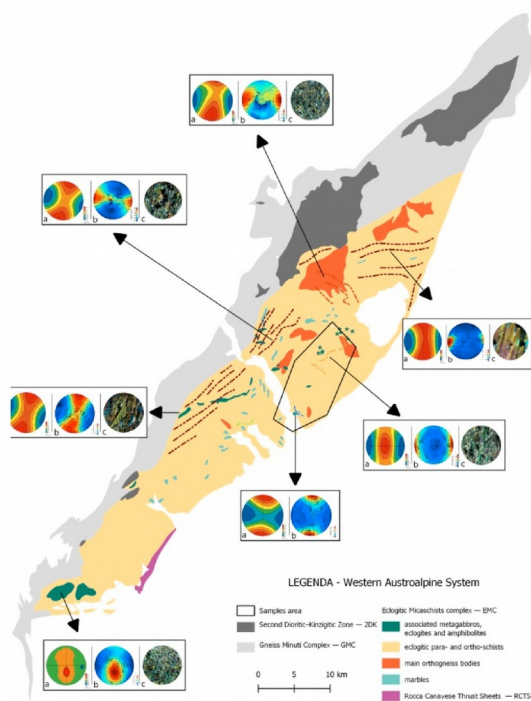 a b c
a b c
a b c
a b c
a b c
a b
a b c
LEGENDA - Western Austroalpine System
Samples area
Second Dioritic–Kinzigitic Zone — 2DK
Gneiss Minuti Complex — GMC
0 10 km
Eclogitic Micaschists complex — EMC
associated metagabbros,
eclogites and amphibolites
eclogitic para- and ortho-schists
main orthogneiss bodies
marbles
Rocca Canavese Thrust Sheets — RCTS